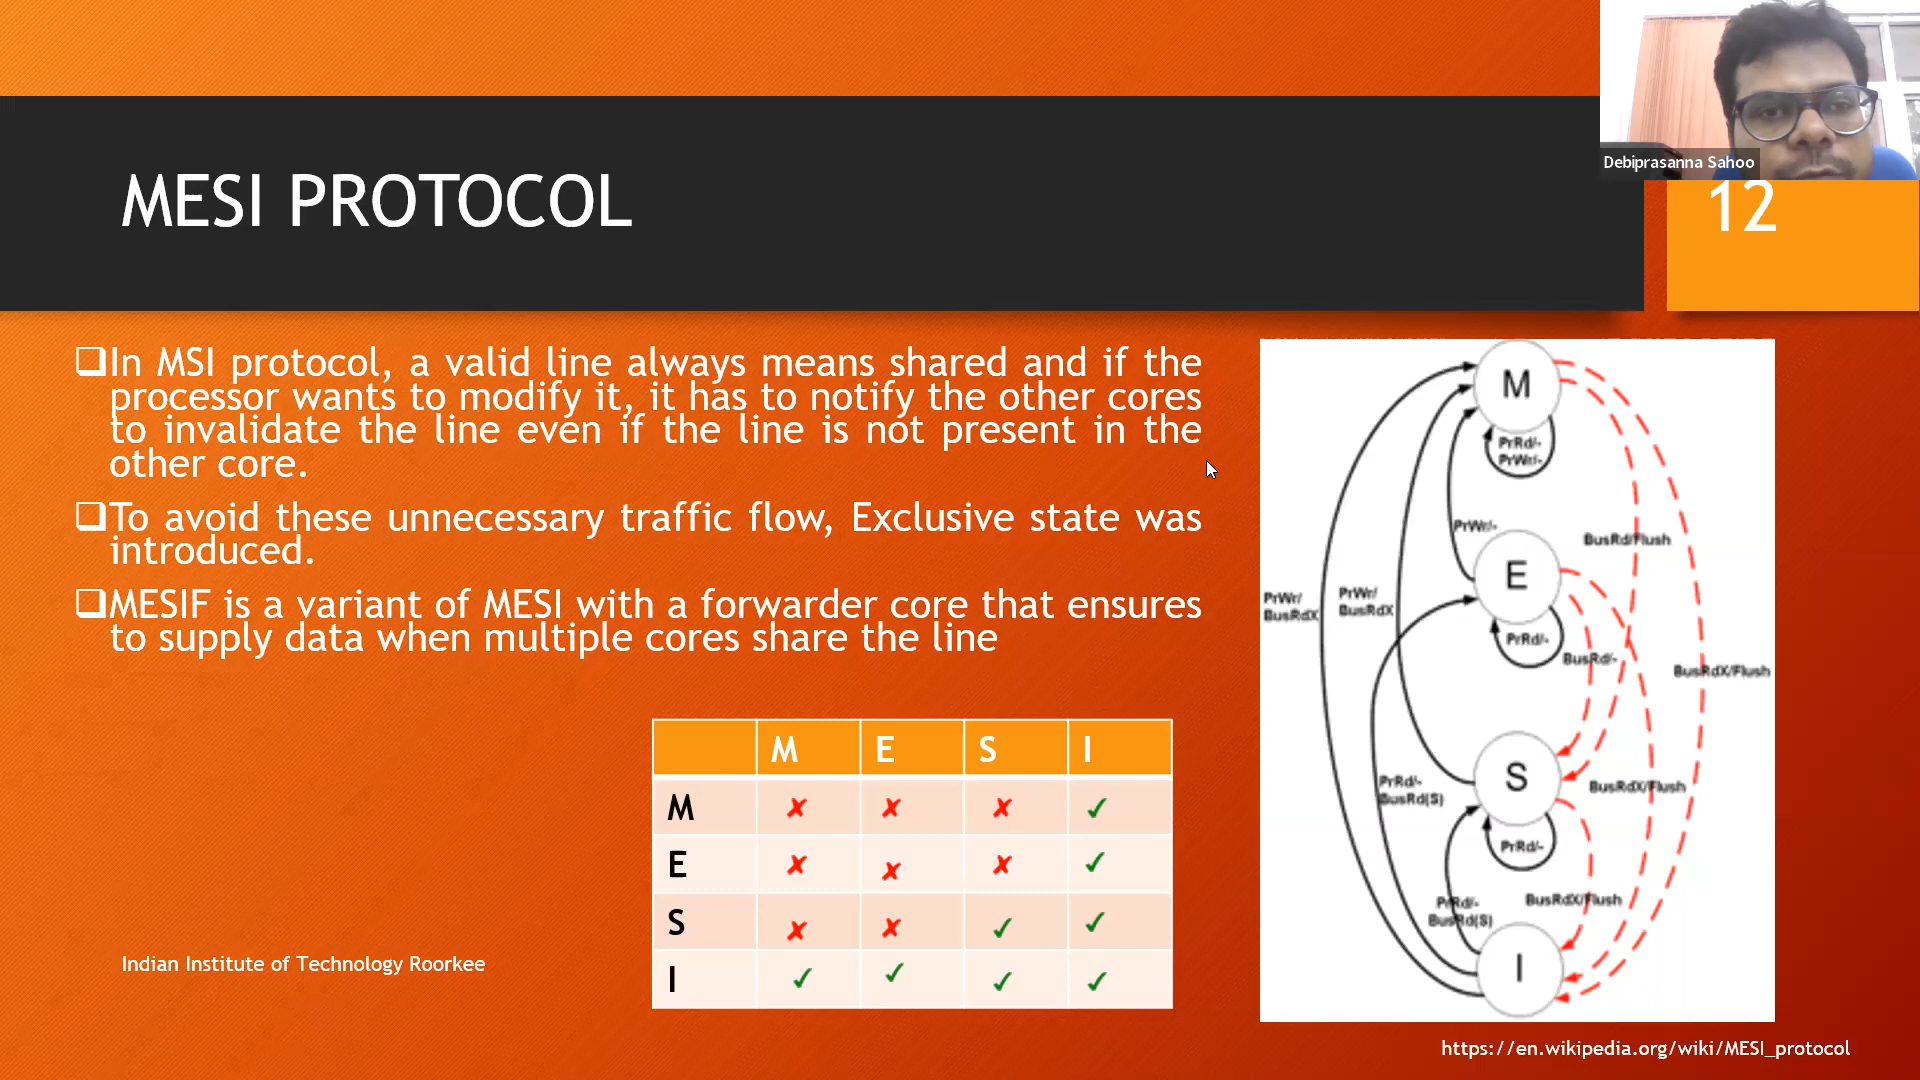 Debiprasanna Sahoo
MESI PROTOCOL
12
In MSI protocol, a valid line always means shared and if the
processor wants to modify it, it has to notify the other cores
to invalidate the line even if the line is not present in the
other core.
To avoid these unnecessary traffic flow, Exclusive state was
introduced.
MESIF is a variant of MESI with a forwarder core that ensures
to supply data when multiple cores share the line
M E S I
M ✘ ✘ ✘ ✓
E ✘ ✘ ✘ ✓
S ✘ ✘ ✓ ✓
I ✓ ✓ ✓ ✓
M
PrRd/-
PrWr/-
PrWr/-
BusRd/Flush
E
PrWr/
BusRdX
PrWr/
BusRdX
PrRd/-
BusRd/-
BusRdX/Flush
S
PrRd/-
BusRd(S)
BusRdX/Flush
PrRd/-
PrRd/-
BusRd(S)
BusRdX/Flush
I
Indian Institute of Technology Roorkee
https://en.wikipedia.org/wiki/MESI_protocol